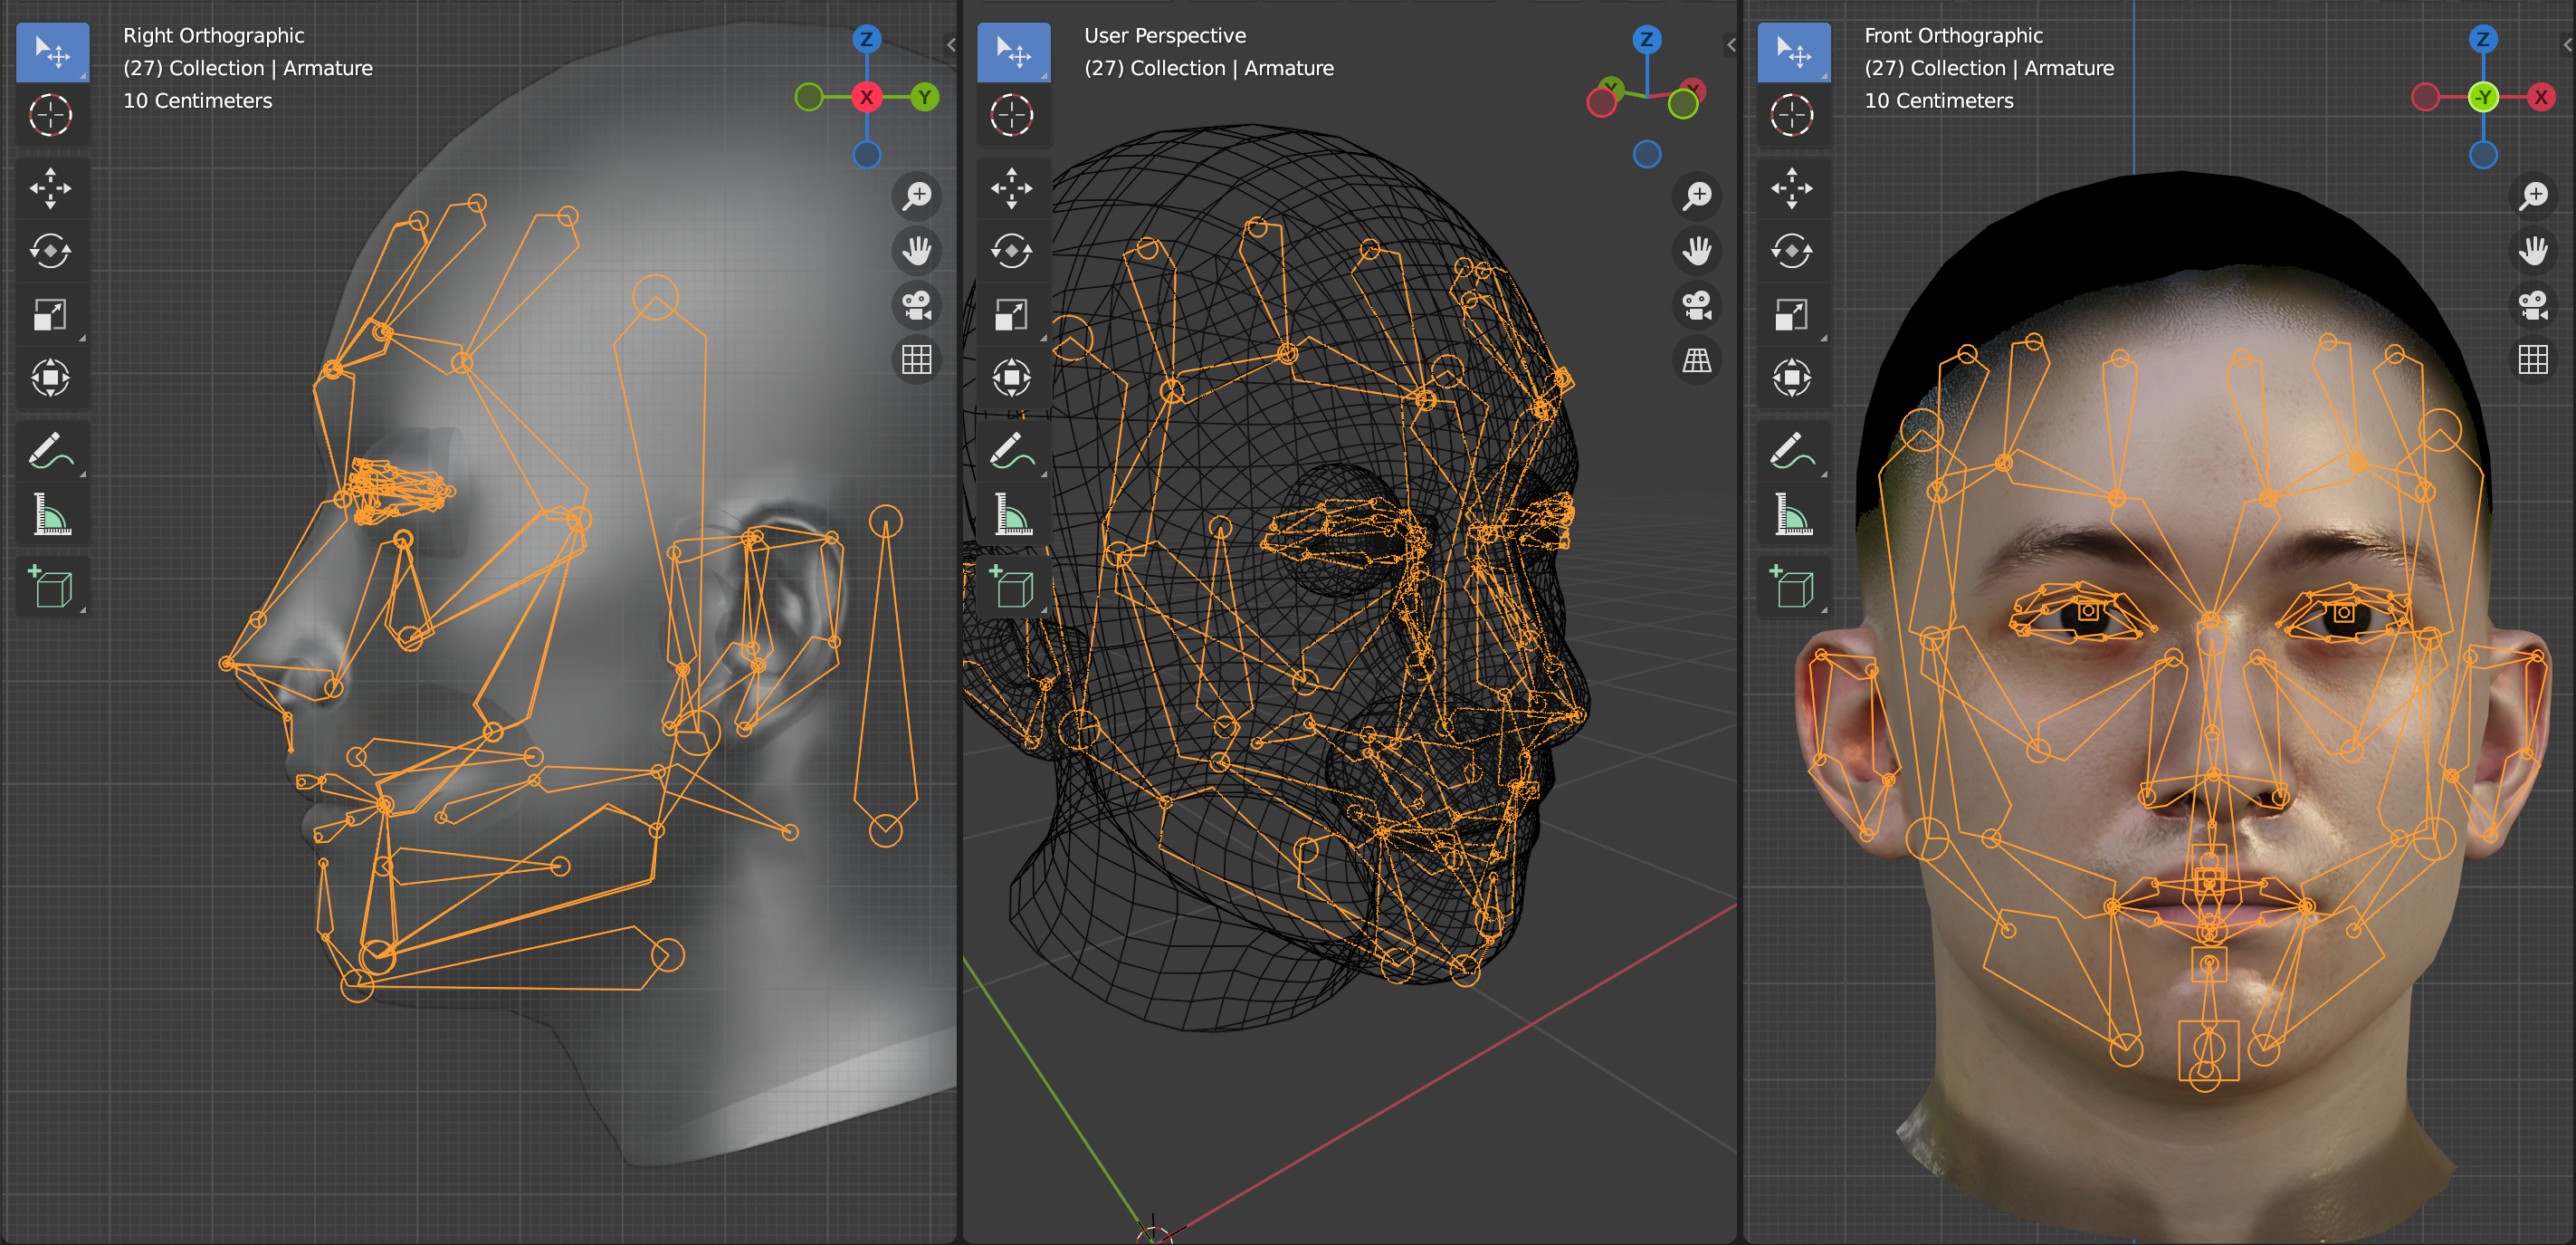 Right Orthographic
(27) Collection | Armature
10 Centimeters
Z
X
Y
User Perspective
(27) Collection | Armature
Z
Y
X
Front Orthographic
(27) Collection | Armature
10 Centimeters
Z
-Y
X